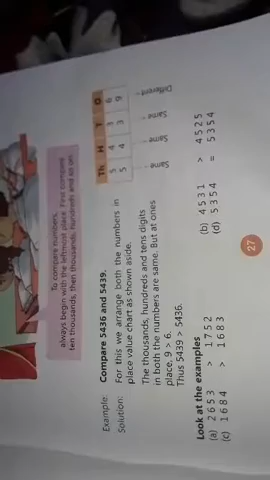 To compare numbers,
always begin with the leftmost place. First compare
ten thousands, then thousands, hundreds and so on.
Example: Compare 5436 and 5439.
Solution: For this we arrange both the numbers in
place value chart as shown aside.
Th H T O
5 4 3 6
5 4 3 9
Same
Same
Same
Different
The thousands, hundreds and tens digits
in both the numbers are same. But at ones
place, 9 > 6.
Thus 5439 > 5436.
Look at the examples
(a) 2653 > 1752 (b) 4531 > 4525
(c) 1684 > 1683 (d) 5354 = 5354
27